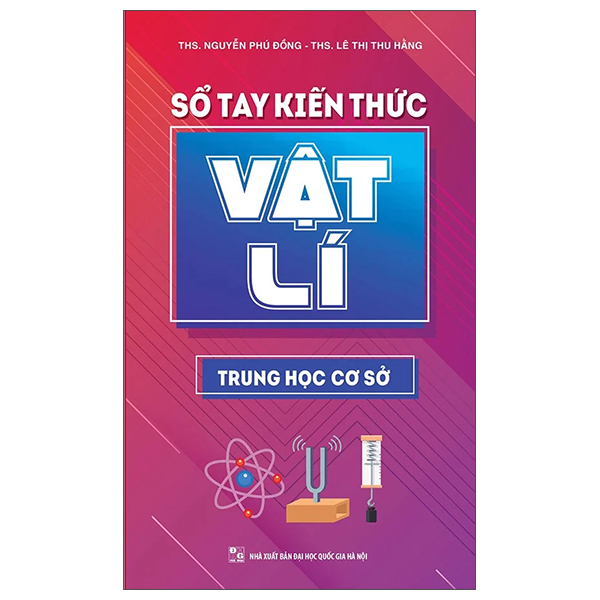 THS. NGUYỄN PHÚ ĐỒNG - THS. LÊ THỊ THU HẰNG
SỔ TAY KIẾN THỨC
VẬT
LÍ
TRUNG HỌC CƠ SỞ
NHÀ XUẤT BẢN ĐẠI HỌC QUỐC GIA HÀ NỘI